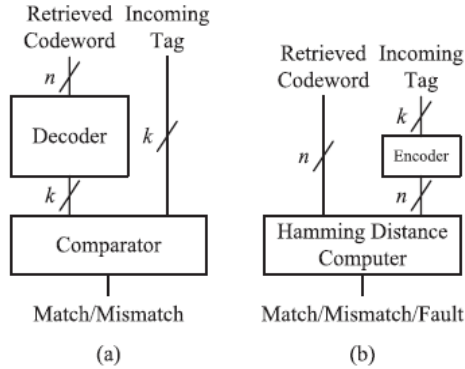 Retrieved Codeword
Incoming Tag
n
Decoder
k
k
Comparator
Match/Mismatch
(a)
Retrieved Codeword
Incoming Tag
k
n
Encoder
n
Hamming Distance
Computer
Match/Mismatch/Fault
(b)